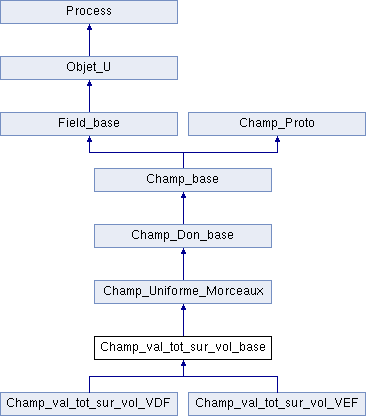 Process
Objet_U
Field_base
Champ_Proto
Champ_base
Champ_Don_base
Champ_Uniforme_Morceaux
Champ_val_tot_sur_vol_base
Champ_val_tot_sur_vol_VDF
Champ_val_tot_sur_vol_VEF